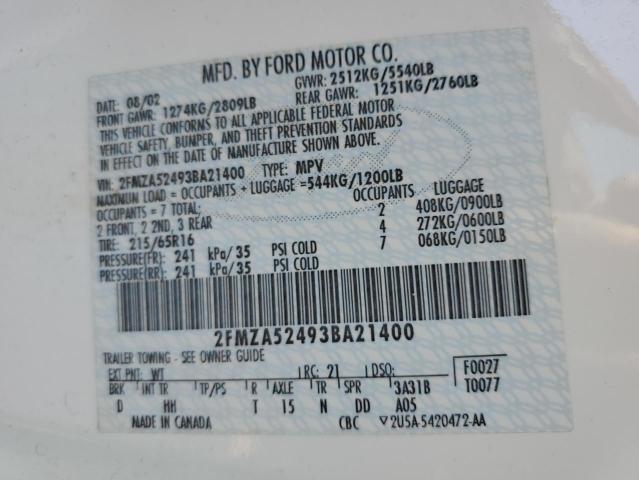 MFD. BY FORD MOTOR CO.
DATE: 08/02 GVWR: 2512KG/5540LB
FRONT GAWR: 1274KG/2809LB REAR GAWR: 1251KG/2760LB
THIS VEHICLE CONFORMS TO ALL APPLICABLE FEDERAL MOTOR
VEHICLE SAFETY, BUMPER, AND THEFT PREVENTION STANDARDS
IN EFFECT ON THE DATE OF MANUFACTURE SHOWN ABOVE.
VIN: 2FMZA52493BA21400 TYPE: MPV
MAXIMUM LOAD = OCCUPANTS + LUGGAGE = 544KG/1200LB
OCCUPANTS = 7 TOTAL: OCCUPANTS LUGGAGE
2 FRONT, 2 2ND, 3 REAR 2 408KG/0900LB
TIRE: 215/65R16 4 272KG/0600LB
PRESSURE(FR): 241 kPa/35 PSI COLD 7 068KG/0150LB
PRESSURE(RR): 241 kPa/35 PSI COLD
2FMZA52493BA21400
TRAILER TOWING - SEE OWNER GUIDE
EXT PNT: WT RC: 21 DSO: F0027
BRK INT TR TP/PS R AXLE TR SPR 3A31B T0077
D HH T 15 N DD A05
MADE IN CANADA CBC ▽2U5A-5420472-AA